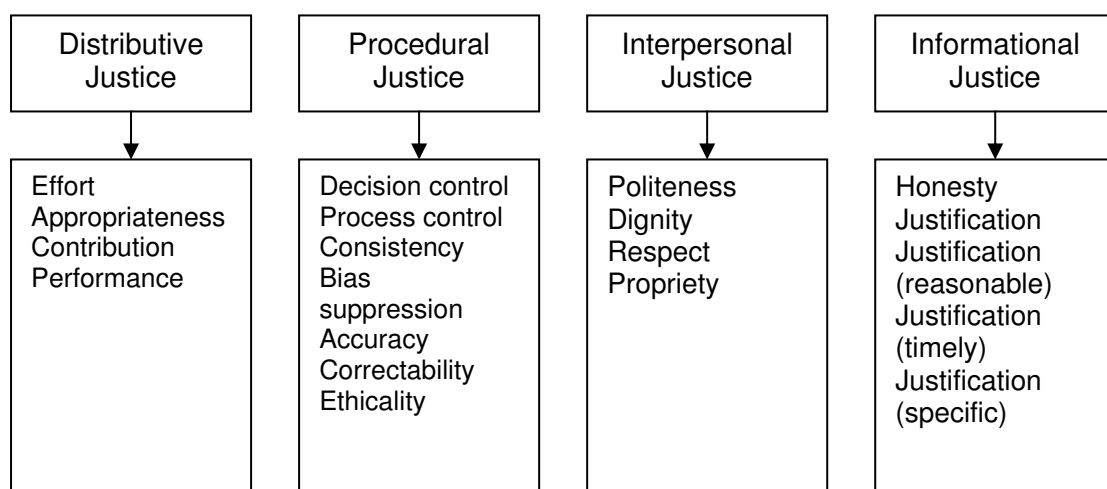 Distributive
Justice
Effort
Appropriateness
Contribution
Performance
Procedural
Justice
Decision control
Process control
Consistency
Bias
suppression
Accuracy
Correctability
Ethicality
Interpersonal
Justice
Politeness
Dignity
Respect
Propriety
Informational
Justice
Honesty
Justification
Justification
(reasonable)
Justification
(timely)
Justification
(specific)